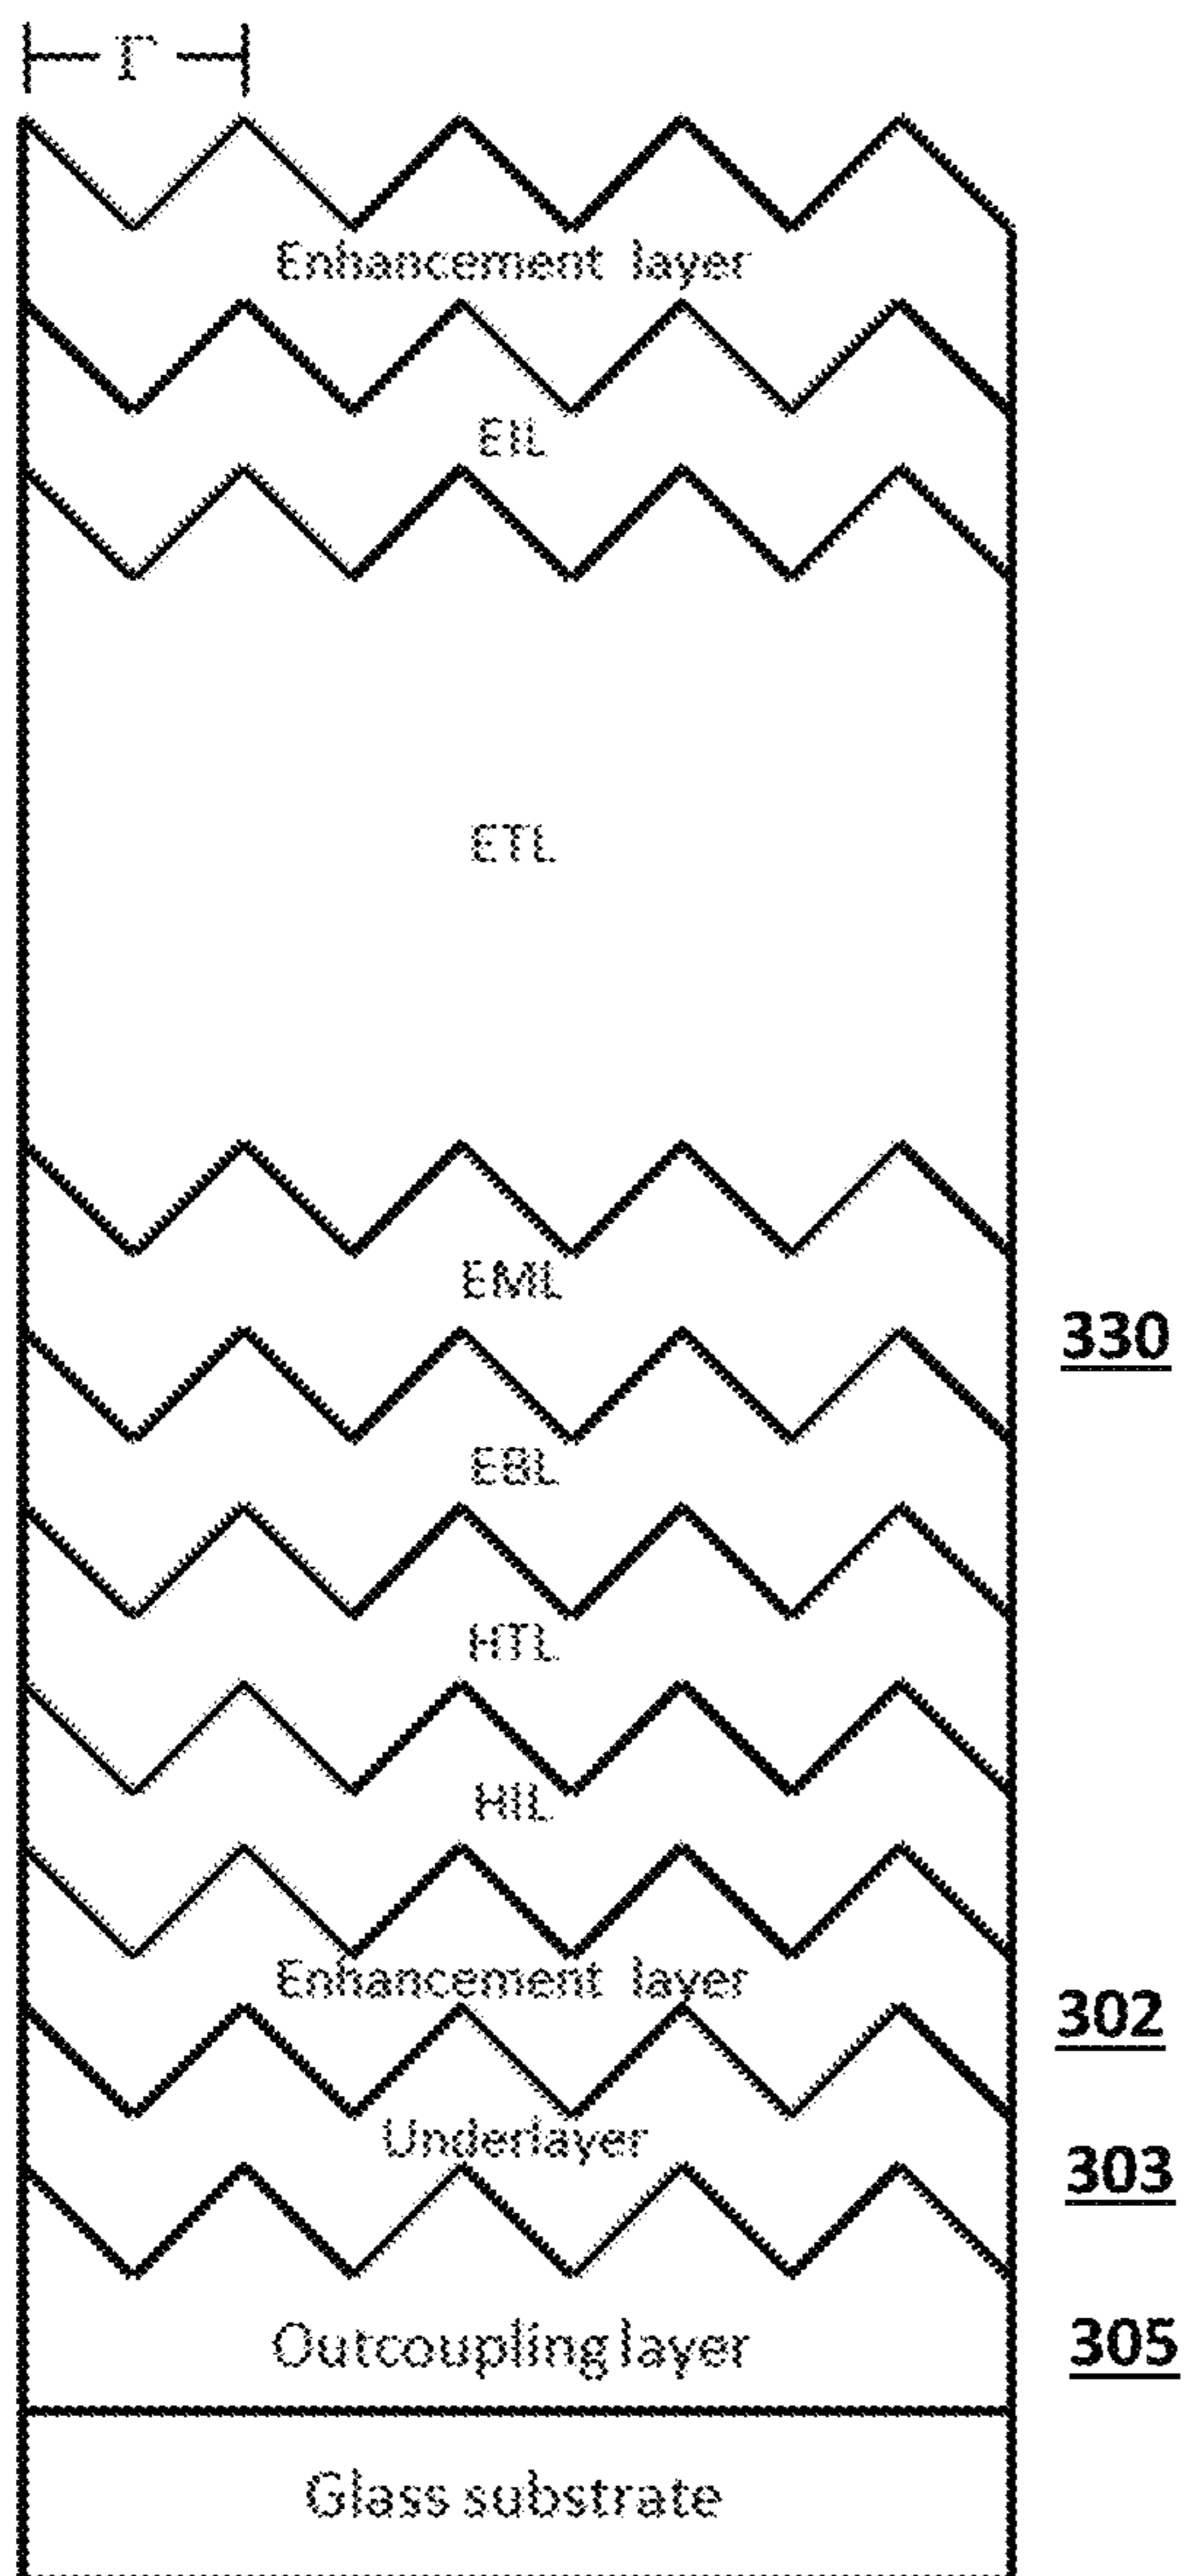 Γ
Enhancement layer
EIL
ETL
EML
330
EBL
HTL
HIL
Enhancement layer
302
Underlayer
303
Outcoupling layer
305
Glass substrate